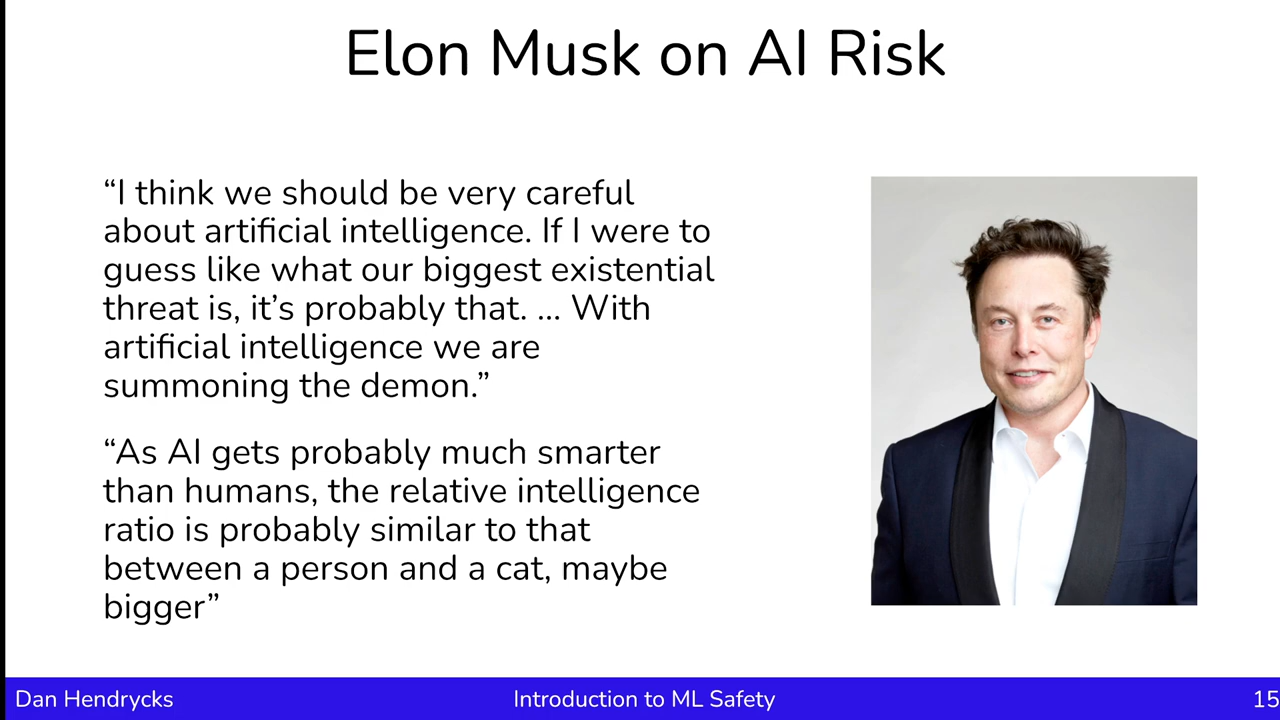 Elon Musk on AI Risk
“I think we should be very careful
about artificial intelligence. If I were to
guess like what our biggest existential
threat is, it’s probably that. ... With
artificial intelligence we are
summoning the demon.”
“As AI gets probably much smarter
than humans, the relative intelligence
ratio is probably similar to that
between a person and a cat, maybe
bigger”
Dan Hendrycks
Introduction to ML Safety
15